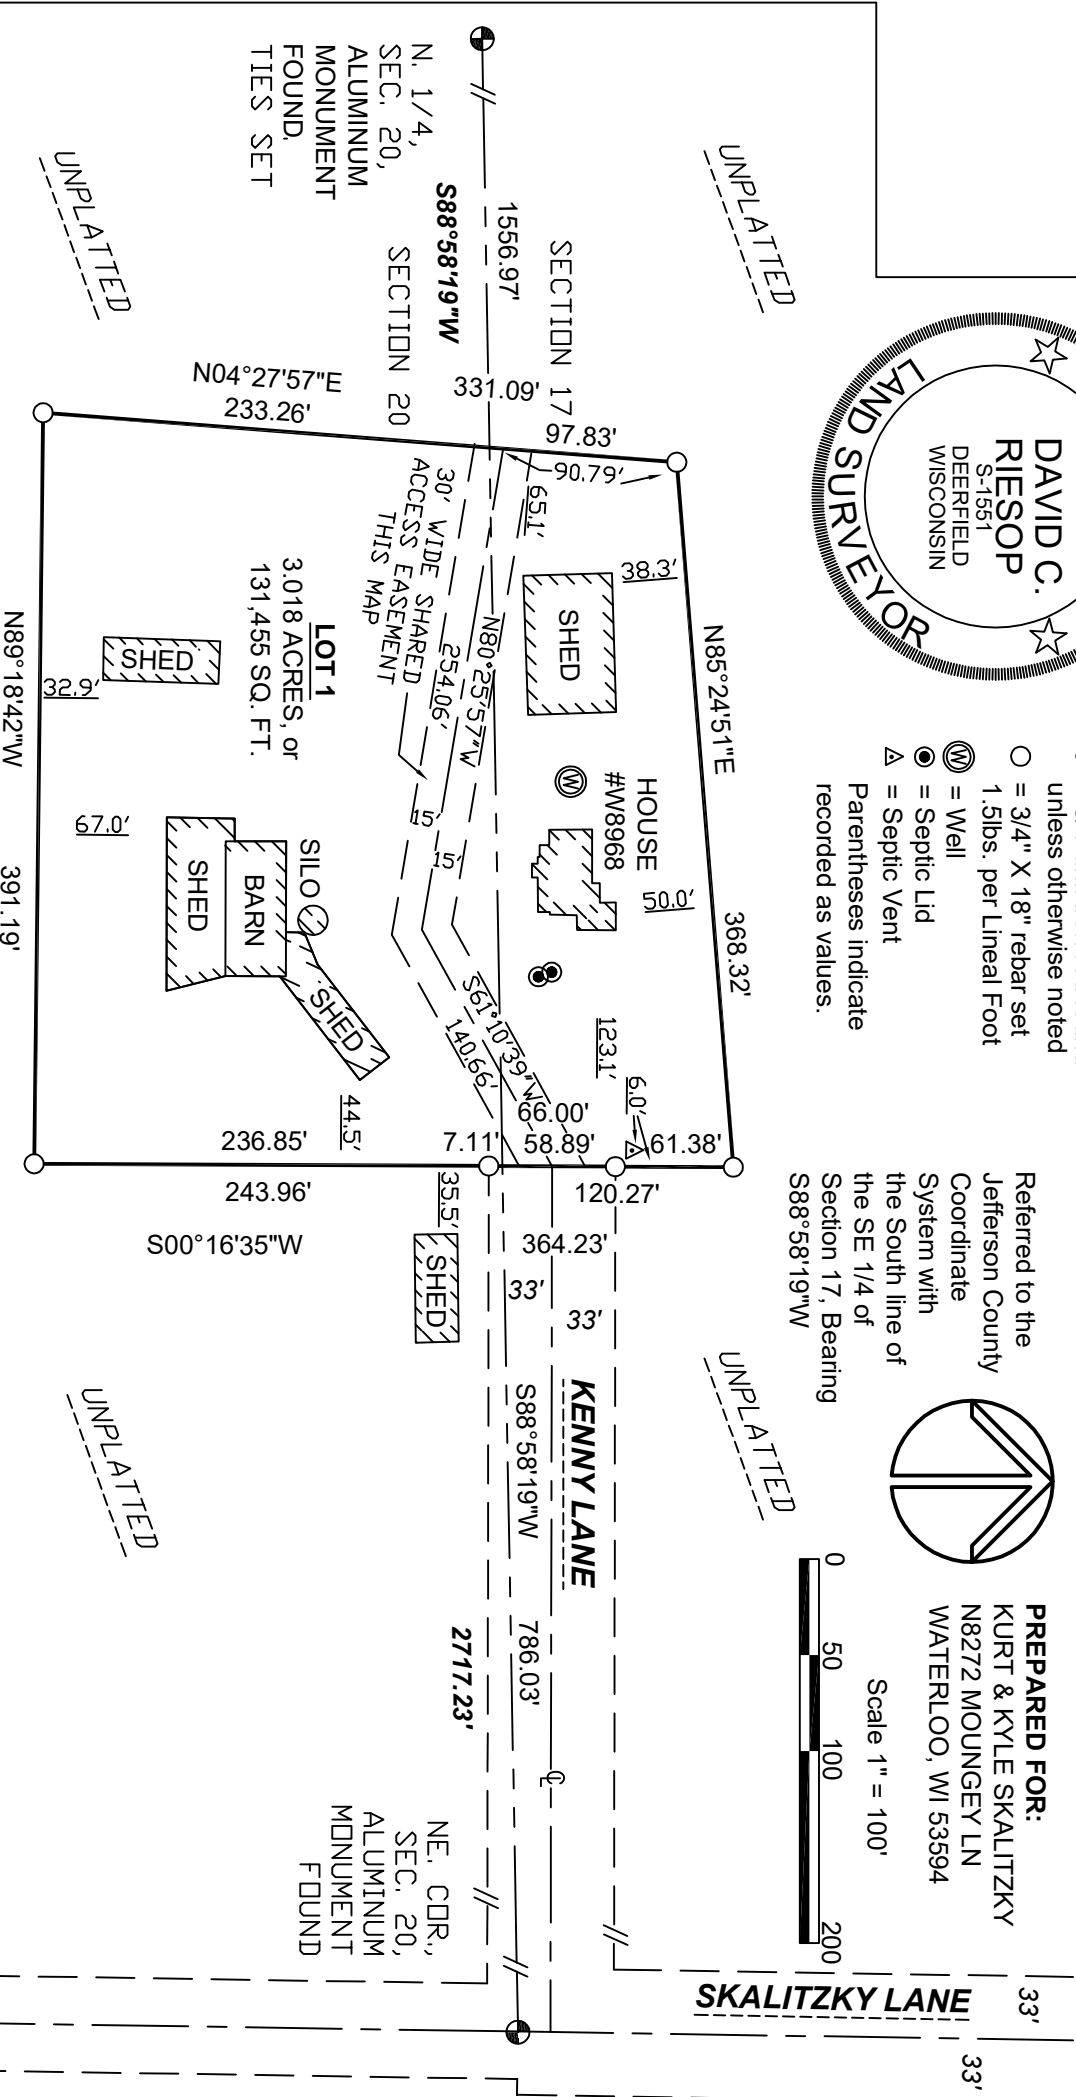 DAVID C.
RIESOP
S-1551
DEERFIELD
WISCONSIN
LAND SURVEYOR
unless otherwise noted
= 3/4" X 18" rebar set
1.5lbs. per Lineal Foot
W = Well
= Septic Lid
= Septic Vent
Parentheses indicate
recorded as values.
Referred to the
Jefferson County
Coordinate
System with
the South line of
the SE 1/4 of
Section 17, Bearing
S88°58'19"W
PREPARED FOR:
KURT & KYLE SKALITZKY
N8272 MOUNGEY LN
WATERLOO, WI 53594
Scale 1" = 100'
0 50 100 200
UNPLATTED
UNPLATTED
SKALITZKY LANE
33'
33'
N85°24'51"E
368.32'
97.83'
90.79'
65.1'
38.3'
SHED
HOUSE
#W8968
W
50.0'
123.1'
6.0'
61.38'
120.27'
66.00'
58.89'
7.11'
SECTION 17
1556.97'
331.09'
S88°58'19"W
SECTION 20
N. 1/4,
SEC. 20,
ALUMINUM
MONUMENT
FOUND,
TIES SET
N80°25'57"W
254.06'
30' WIDE SHARED
ACCESS EASEMENT
THIS MAP
15'
15'
S61°10'39"W
140.66'
364.23'
33'
33'
KENNY LANE
S88°58'19"W
786.03'
2717.23'
℄
NE. COR.,
SEC. 20,
ALUMINUM
MONUMENT
FOUND
N04°27'57"E
233.26'
LOT 1
3.018 ACRES, or
131,455 SQ. FT.
SHED
32.9'
67.0'
SILO
BARN
SHED
SHED
44.5'
35.5'
SHED
236.85'
243.96'
S00°16'35"W
UNPLATTED
UNPLATTED
N89°18'42"W
391.19'